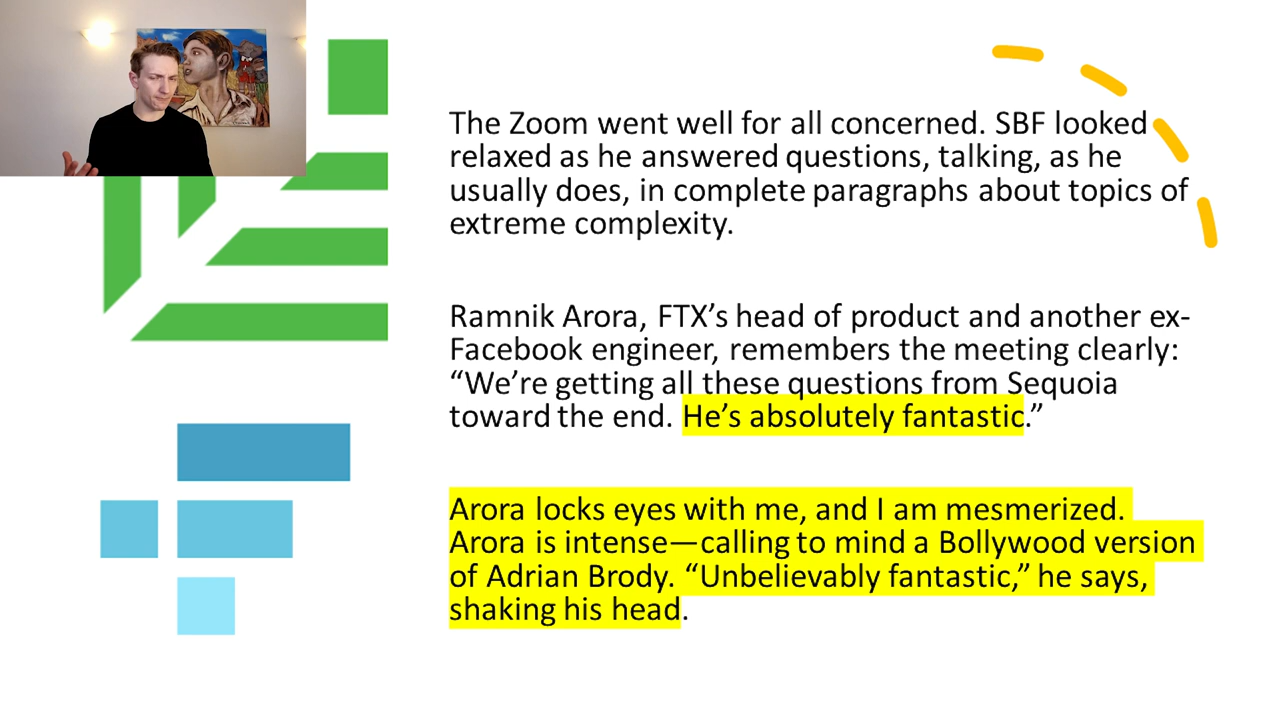 The Zoom went well for all concerned. SBF looked
relaxed as he answered questions, talking, as he
usually does, in complete paragraphs about topics of
extreme complexity.
Ramnik Arora, FTX’s head of product and another ex-
Facebook engineer, remembers the meeting clearly:
“We’re getting all these questions from Sequoia
toward the end. He’s absolutely fantastic.”
Arora locks eyes with me, and I am mesmerized.
Arora is intense—calling to mind a Bollywood version
of Adrian Brody. “Unbelievably fantastic,” he says,
shaking his head.